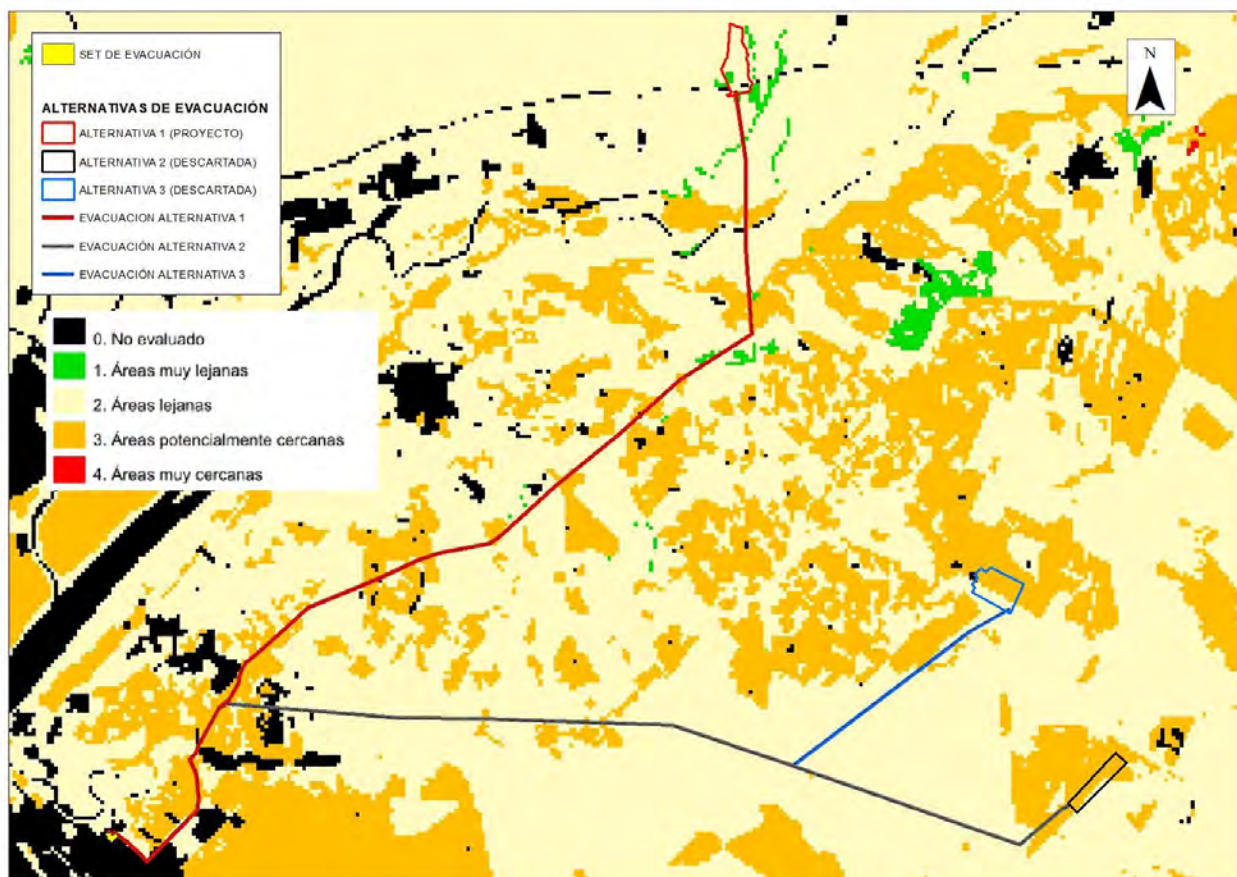 SET DE EVACUACIÓN
ALTERNATIVAS DE EVACUACIÓN
ALTERNATIVA 1 (PROYECTO)
ALTERNATIVA 2 (DESCARTADA)
ALTERNATIVA 3 (DESCARTADA)
EVACUACION ALTERNATIVA 1
EVACUACIÓN ALTERNATIVA 2
EVACUACIÓN ALTERNATIVA 3
0. No evaluado
1. Áreas muy lejanas
2. Áreas lejanas
3. Áreas potencialmente cercanas
4. Áreas muy cercanas
N